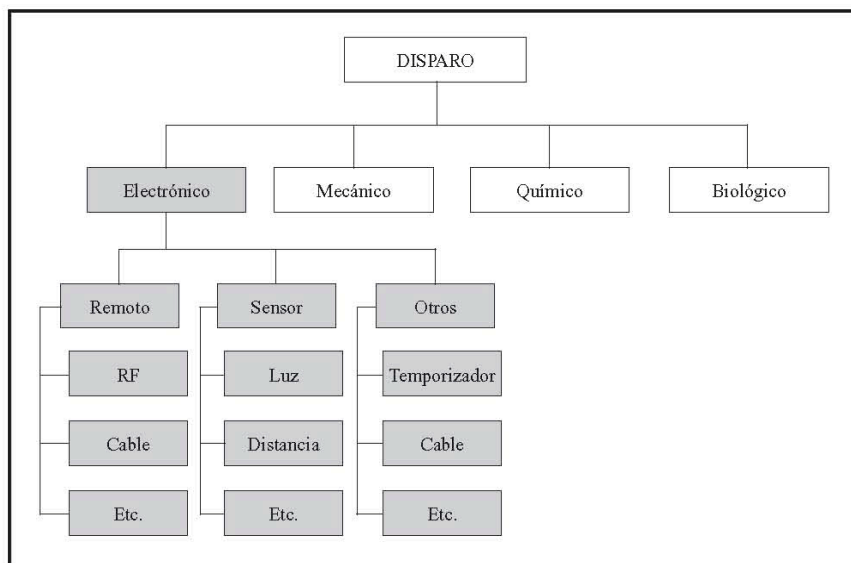 DISPARO
Electrónico
Mecánico
Químico
Biológico
Remoto
Sensor
Otros
RF
Luz
Temporizador
Cable
Distancia
Cable
Etc.
Etc.
Etc.